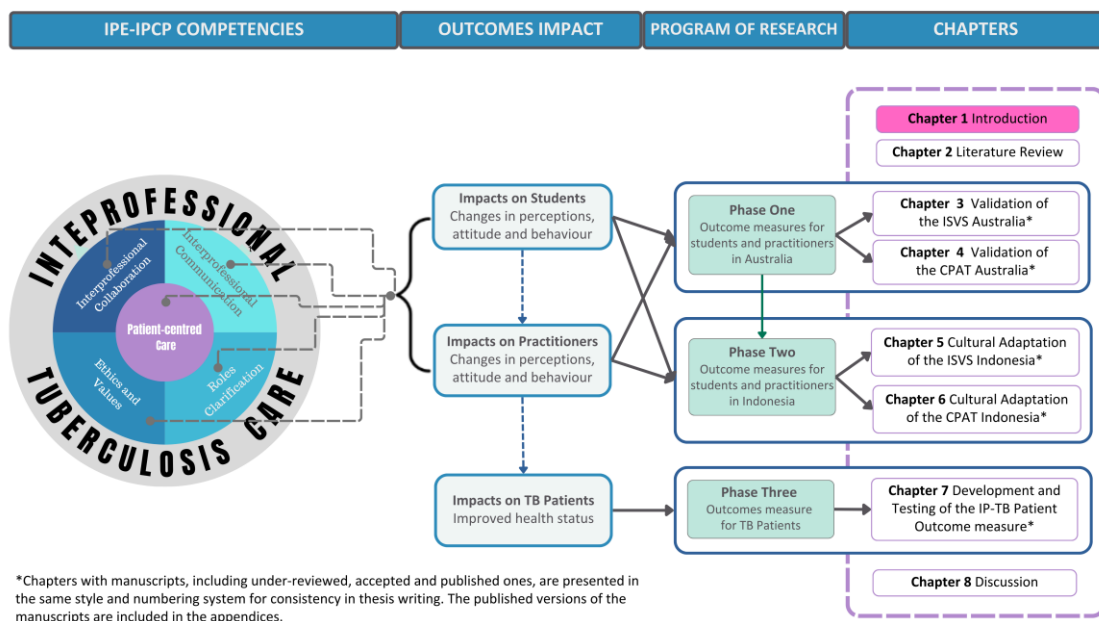 IPE-IPCP COMPETENCIES
OUTCOMES IMPACT
PROGRAM OF RESEARCH
CHAPTERS
INTEPROFESSIONAL
TUBERCULOSIS CARE
Interprofessional
Collaboration
Interprofessional
Communication
Patient-centred
Care
Ethics and
Values
Roles
Clarification
Impacts on Students
Changes in perceptions,
attitude and behaviour
Impacts on Practitioners
Changes in perceptions,
attitude and behaviour
Impacts on TB Patients
Improved health status
Phase One
Outcome measures for
students and practitioners
in Australia
Phase Two
Outcome measures for
students and practitioners
in Indonesia
Phase Three
Outcomes measure
for TB Patients
Chapter 1 Introduction
Chapter 2 Literature Review
Chapter 3 Validation of
the ISVS Australia*
Chapter 4 Validation of
the CPAT Australia*
Chapter 5 Cultural Adaptation
of the ISVS Indonesia*
Chapter 6 Cultural Adaptation
of the CPAT Indonesia*
Chapter 7 Development and
Testing of the IP-TB Patient
Outcome measure*
Chapter 8 Discussion
*Chapters with manuscripts, including under-reviewed, accepted and published ones, are presented in
the same style and numbering system for consistency in thesis writing. The published versions of the
manuscripts are included in the appendices.